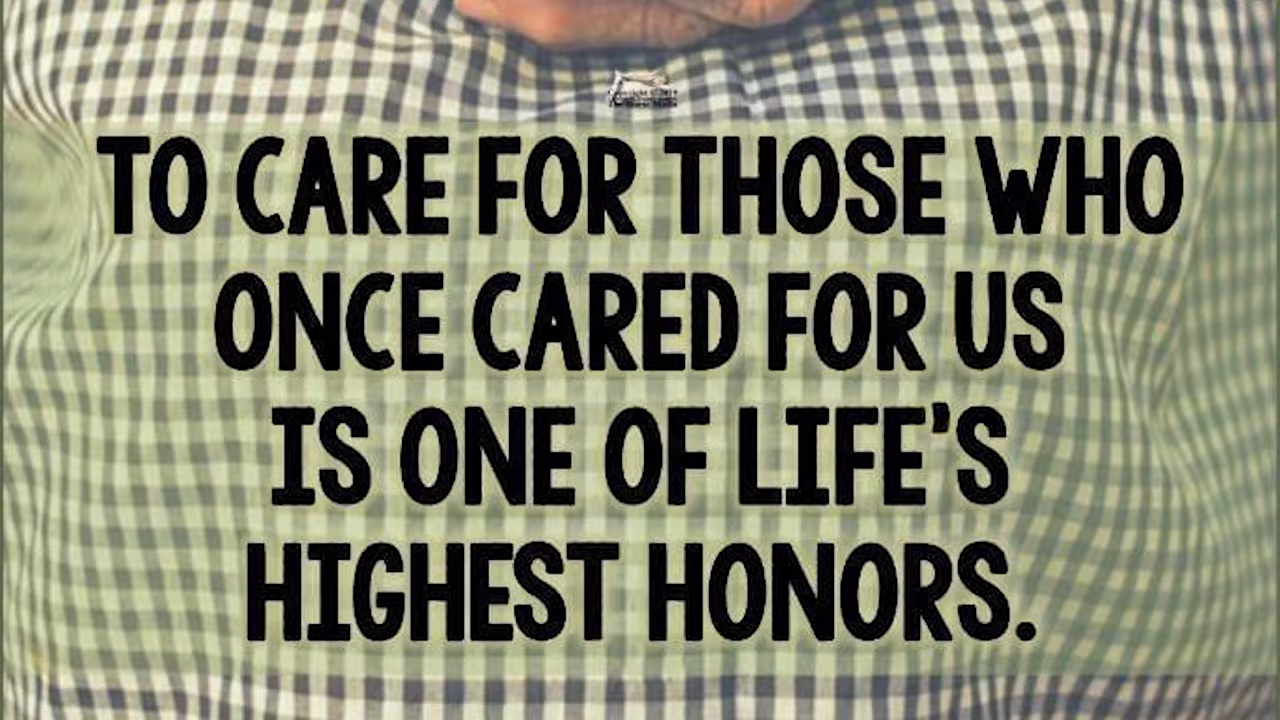 TO CARE FOR THOSE WHO
ONCE CARED FOR US
IS ONE OF LIFE'S
HIGHEST HONORS.